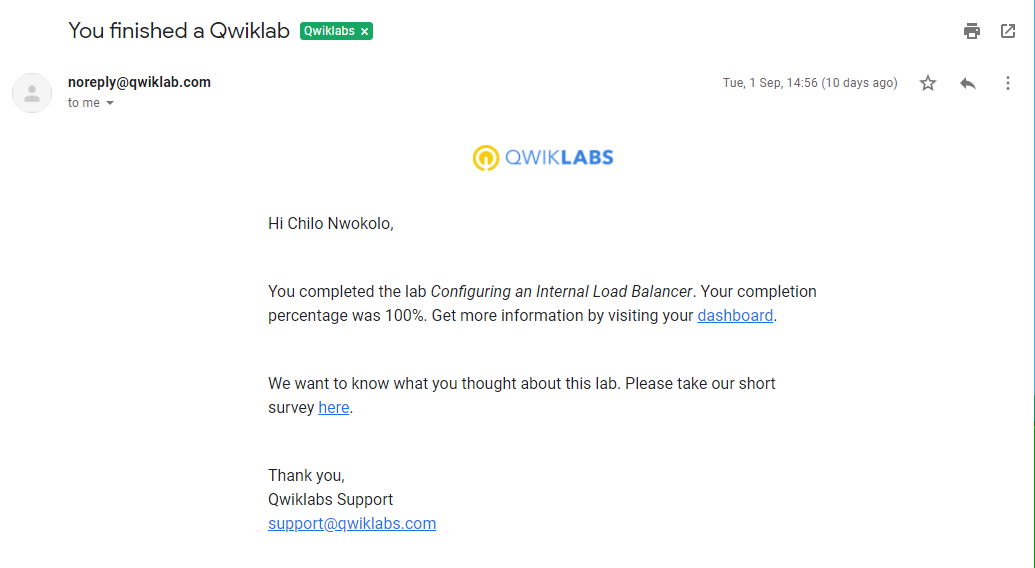 You finished a Qwiklab Qwiklabs ×
noreply@qwiklab.com Tue, 1 Sep, 14:56 (10 days ago)
to me
QWIKLABS
Hi Chilo Nwokolo,
You completed the lab Configuring an Internal Load Balancer. Your completion
percentage was 100%. Get more information by visiting your dashboard.
We want to know what you thought about this lab. Please take our short
survey here.
Thank you,
Qwiklabs Support
support@qwiklabs.com